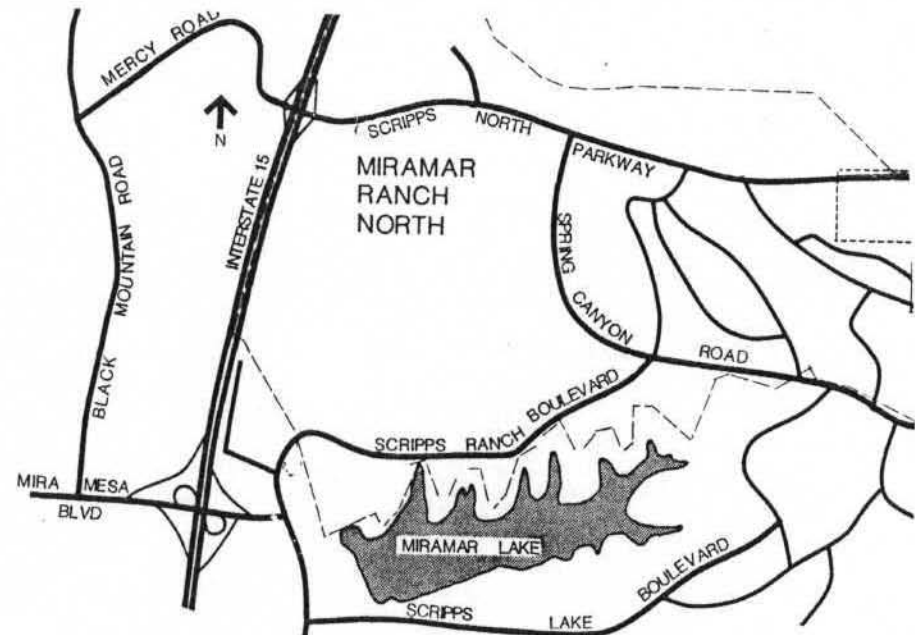 MERCY ROAD
N
SCRIPPS NORTH PARKWAY
MIRAMAR
RANCH
NORTH
INTERSTATE 15
BLACK MOUNTAIN ROAD
SPRING CANYON ROAD
SCRIPPS RANCH BOULEVARD
MIRA MESA
BLVD
MIRAMAR LAKE
SCRIPPS LAKE BOULEVARD